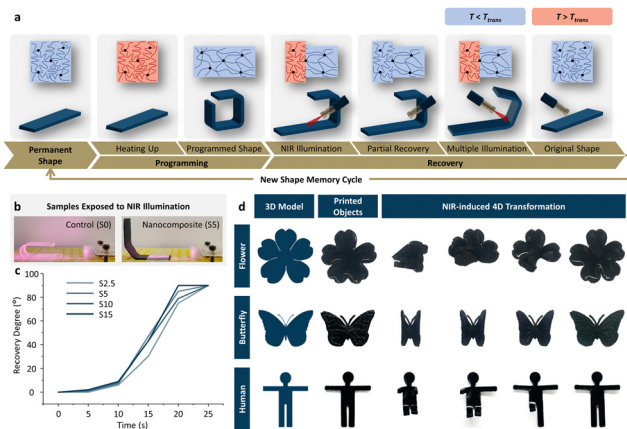 a
T < Ttrans
T > Ttrans
Permanent
Shape
Heating Up
Programmed Shape
NIR Illumination
Partial Recovery
Multiple Illumination
Original Shape
Programming
Recovery
New Shape Memory Cycle
b
Samples Exposed to NIR Illumination
Control (S0)
Nanocomposite (S5)
c
Recovery Degree (°)
100
80
60
40
20
0
S2.5
S5
S10
S15
0
5
10
15
20
25
Time (s)
d
3D Model
Printed
Objects
NIR-induced 4D Transformation
Flower
Butterfly
Human